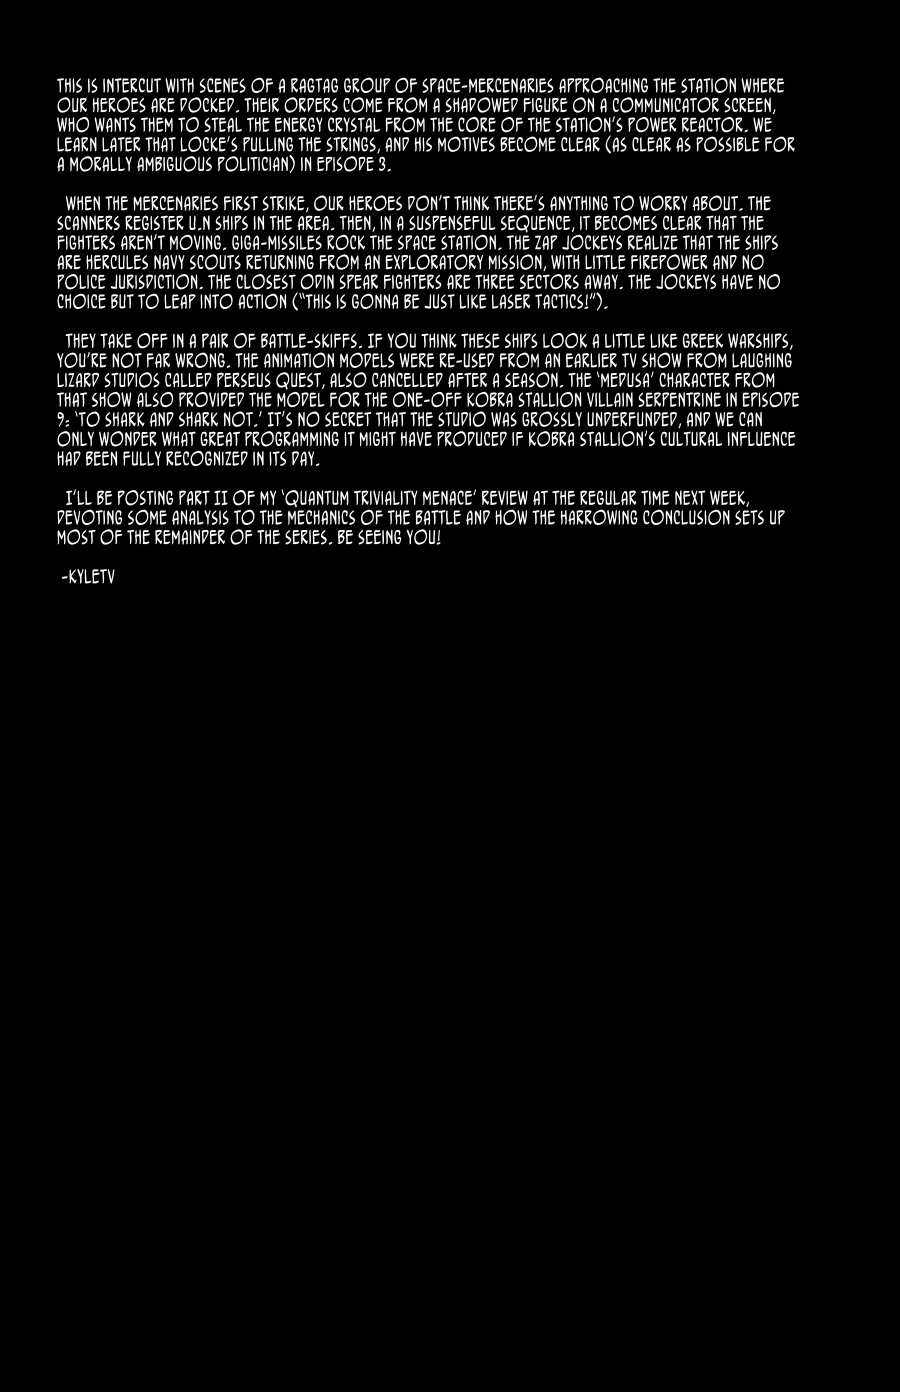 THIS IS INTERCUT WITH SCENES OF A RAGTAG GROUP OF SPACE-MERCENARIES APPROACHING THE STATION WHERE
OUR HEROES ARE DOCKED. THEIR ORDERS COME FROM A SHADOWED FIGURE ON A COMMUNICATOR SCREEN,
WHO WANTS THEM TO STEAL THE ENERGY CRYSTAL FROM THE CORE OF THE STATION'S POWER REACTOR. WE
LEARN LATER THAT LOCKE'S PULLING THE STRINGS, AND HIS MOTIVES BECOME CLEAR (AS CLEAR AS POSSIBLE FOR
A MORALLY AMBIGUOUS POLITICIAN) IN EPISODE 3.
WHEN THE MERCENARIES FIRST STRIKE, OUR HEROES DON'T THINK THERE'S ANYTHING TO WORRY ABOUT. THE
SCANNERS REGISTER U.N SHIPS IN THE AREA. THEN, IN A SUSPENSEFUL SEQUENCE, IT BECOMES CLEAR THAT THE
FIGHTERS AREN'T MOVING. GIGA-MISSILES ROCK THE SPACE STATION. THE ZAP JOCKEYS REALIZE THAT THE SHIPS
ARE HERCULES NAVY SCOUTS RETURNING FROM AN EXPLORATORY MISSION, WITH LITTLE FIREPOWER AND NO
POLICE JURISDICTION. THE CLOSEST ODIN SPEAR FIGHTERS ARE THREE SECTORS AWAY. THE JOCKEYS HAVE NO
CHOICE BUT TO LEAP INTO ACTION ("THIS IS GONNA BE JUST LIKE LASER TACTICS!").
THEY TAKE OFF IN A PAIR OF BATTLE-SKIFFS. IF YOU THINK THESE SHIPS LOOK A LITTLE LIKE GREEK WARSHIPS,
YOU'RE NOT FAR WRONG. THE ANIMATION MODELS WERE RE-USED FROM AN EARLIER TV SHOW FROM LAUGHING
LIZARD STUDIOS CALLED PERSEUS QUEST, ALSO CANCELLED AFTER A SEASON. THE 'MEDUSA' CHARACTER FROM
THAT SHOW ALSO PROVIDED THE MODEL FOR THE ONE-OFF KOBRA STALLION VILLAIN SERPENTRINE IN EPISODE
9: 'TO SHARK AND SHARK NOT.' IT'S NO SECRET THAT THE STUDIO WAS GROSSLY UNDERFUNDED, AND WE CAN
ONLY WONDER WHAT GREAT PROGRAMMING IT MIGHT HAVE PRODUCED IF KOBRA STALLION'S CULTURAL INFLUENCE
HAD BEEN FULLY RECOGNIZED IN ITS DAY.
I'LL BE POSTING PART II OF MY 'QUANTUM TRIVIALITY MENACE' REVIEW AT THE REGULAR TIME NEXT WEEK,
DEVOTING SOME ANALYSIS TO THE MECHANICS OF THE BATTLE AND HOW THE HARROWING CONCLUSION SETS UP
MOST OF THE REMAINDER OF THE SERIES. BE SEEING YOU!
-KYLETV